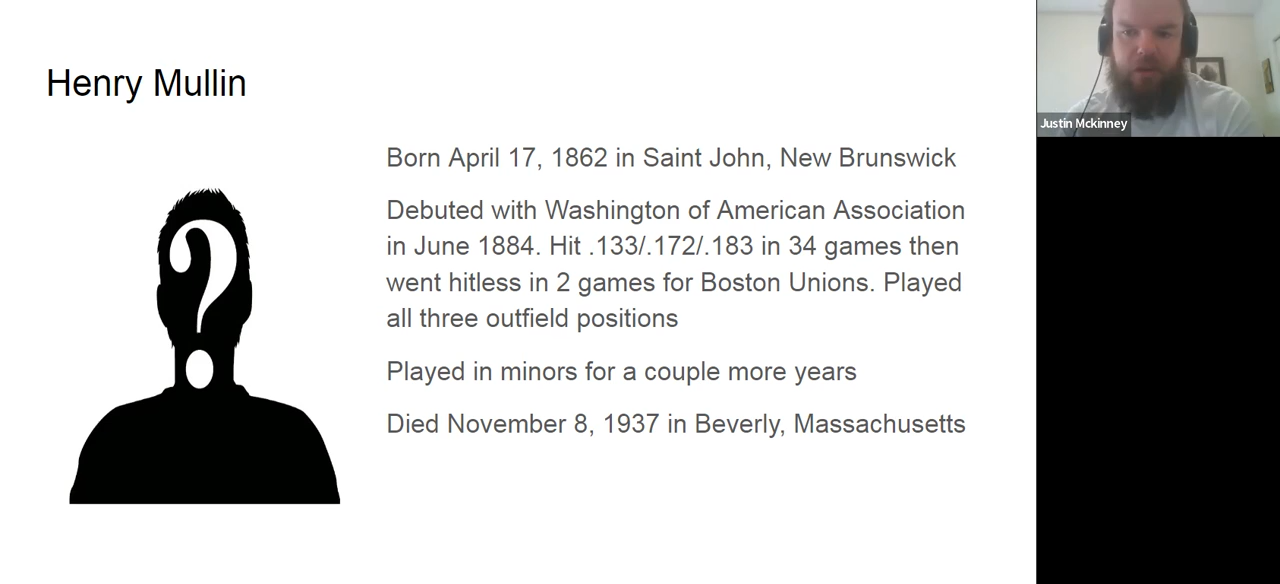 Henry Mullin
Born April 17, 1862 in Saint John, New Brunswick
Debuted with Washington of American Association
in June 1884. Hit .133/.172/.183 in 34 games then
went hitless in 2 games for Boston Unions. Played
all three outfield positions
Played in minors for a couple more years
Died November 8, 1937 in Beverly, Massachusetts
?
Justin Mckinney